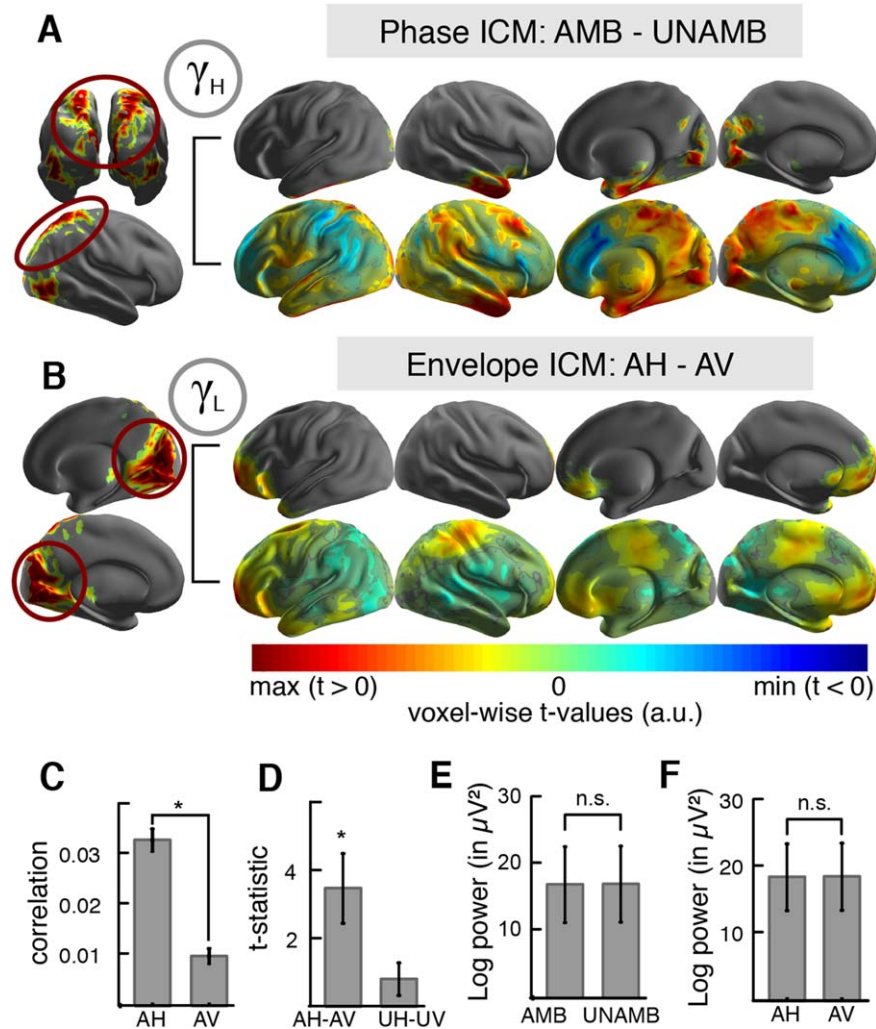 A
Phase ICM: AMB - UNAMB
γH
B
Envelope ICM: AH - AV
γL
max (t > 0) 0 min (t < 0)
voxel-wise t-values (a.u.)
C
correlation
0.03
0.02
0.01
*
AH AV
D
t-statistic
4
2
*
AH-AV UH-UV
E
Log power (in µV²)
30
20
10
n.s.
AMB UNAMB
F
Log power (in µV²)
30
20
10
n.s.
AH AV